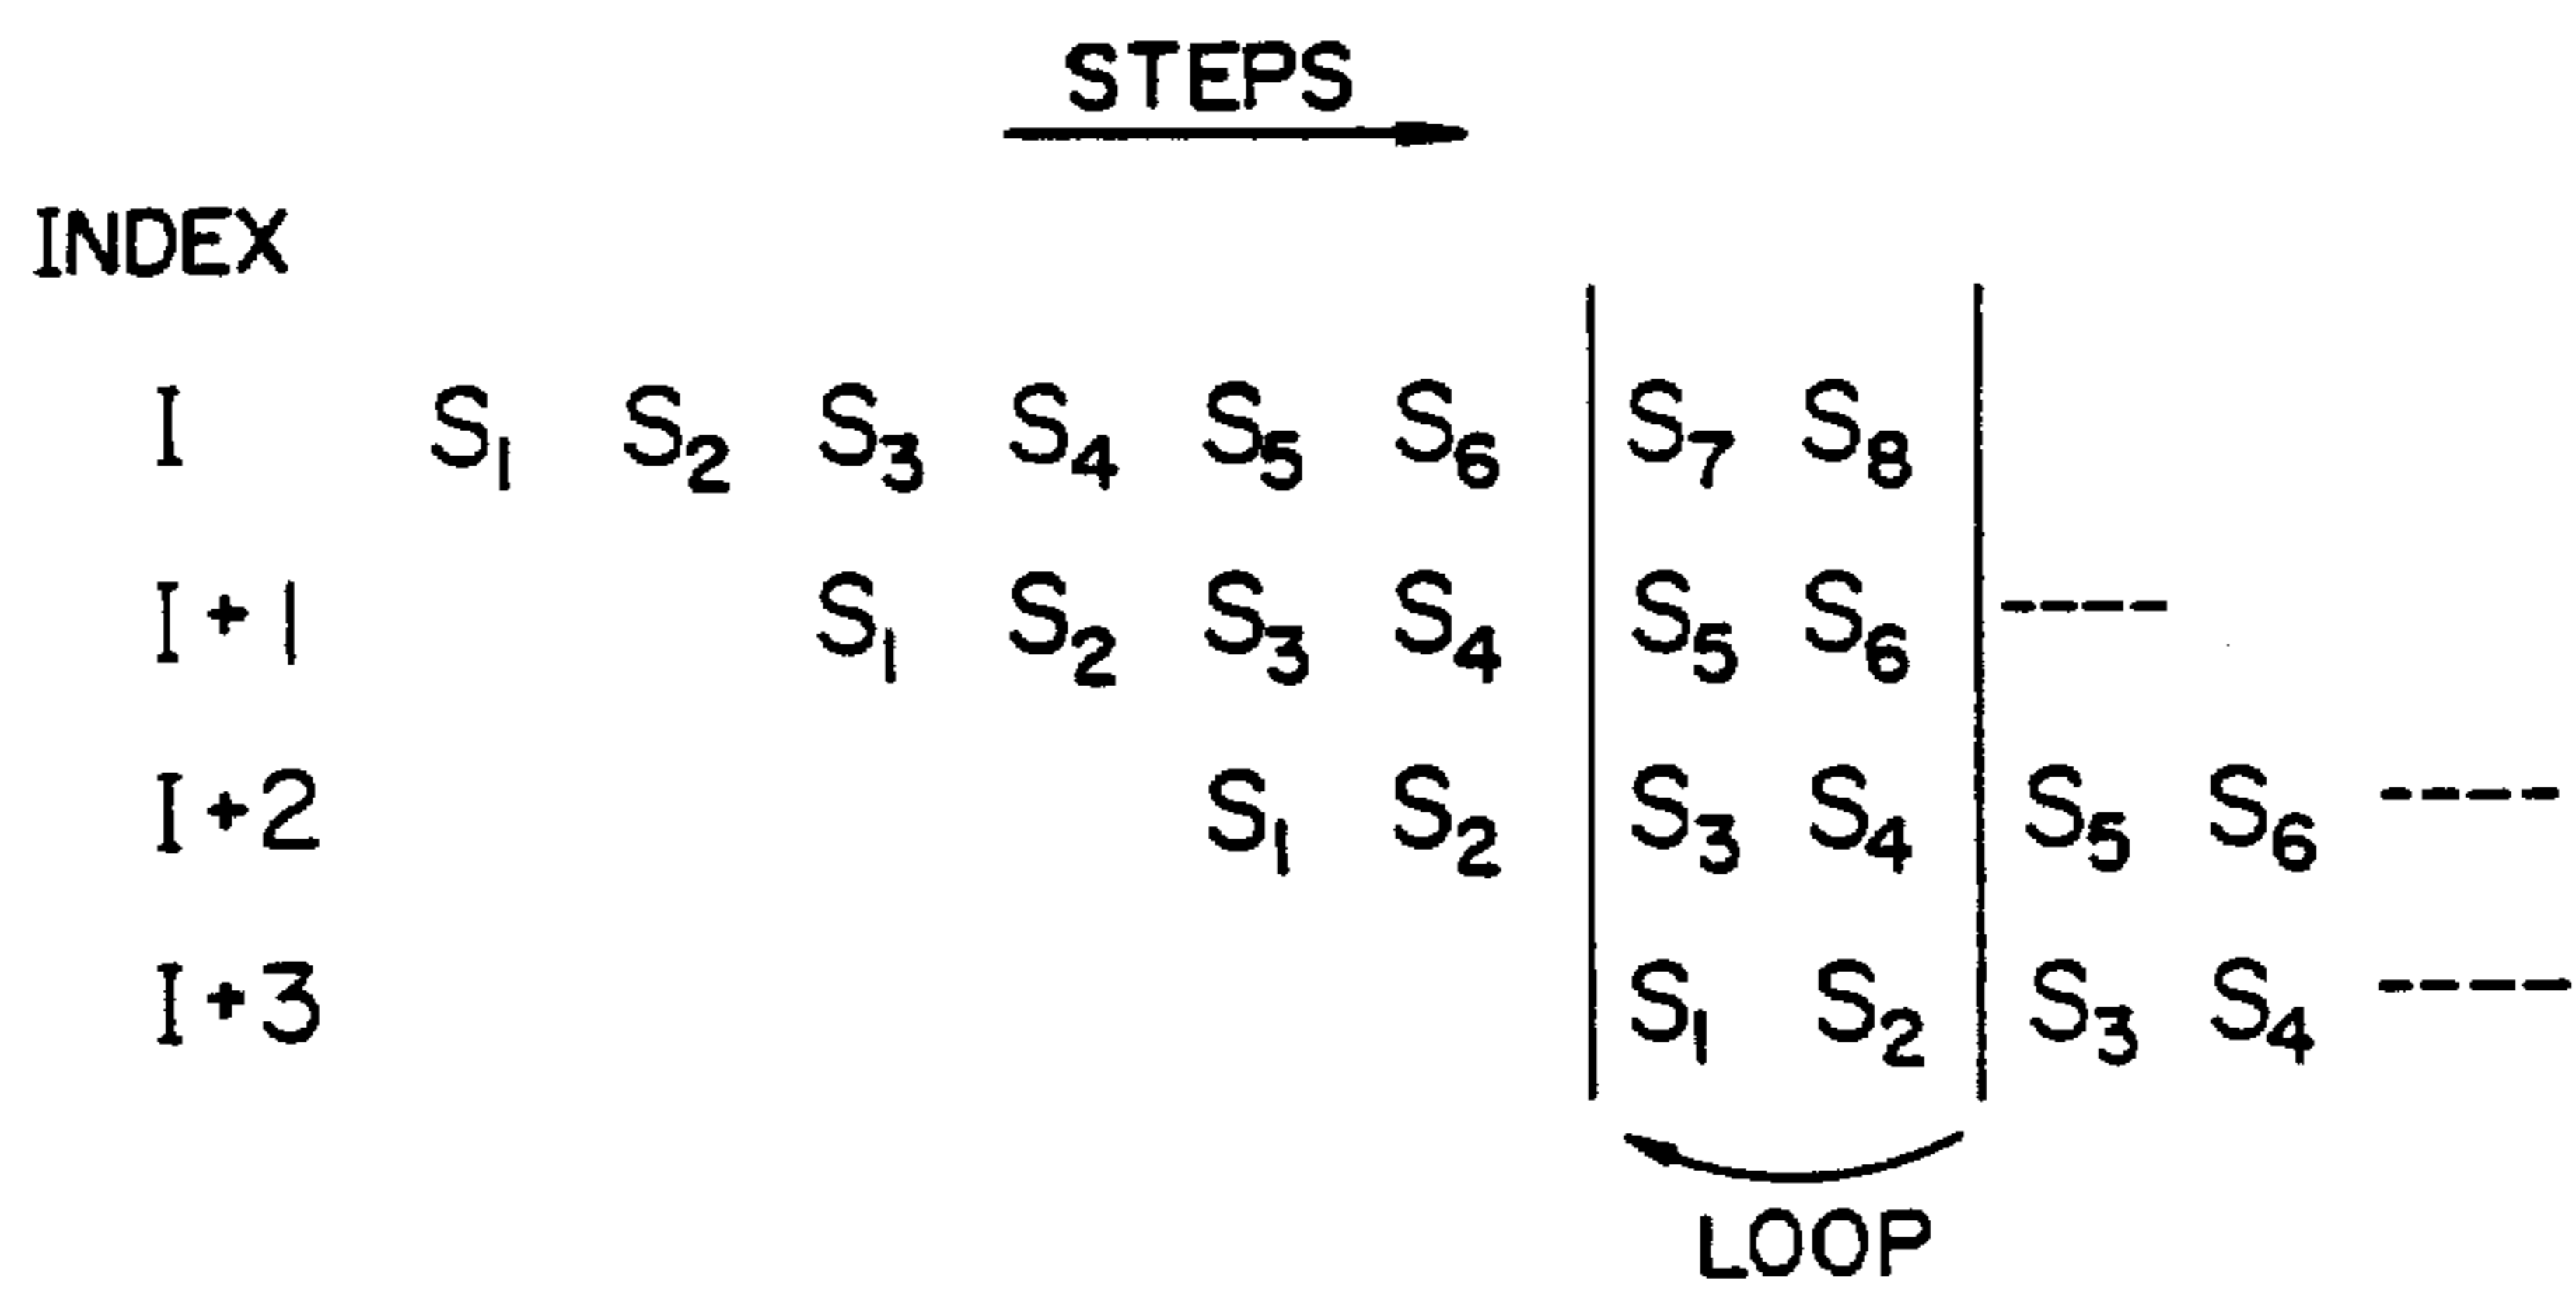 STEPS
INDEX
I S₁ S₂ S₃ S₄ S₅ S₆ S₇ S₈
I+1 S₁ S₂ S₃ S₄ S₅ S₆ ----
I+2 S₁ S₂ S₃ S₄ S₅ S₆ ----
I+3 S₁ S₂ S₃ S₄ ----
LOOP